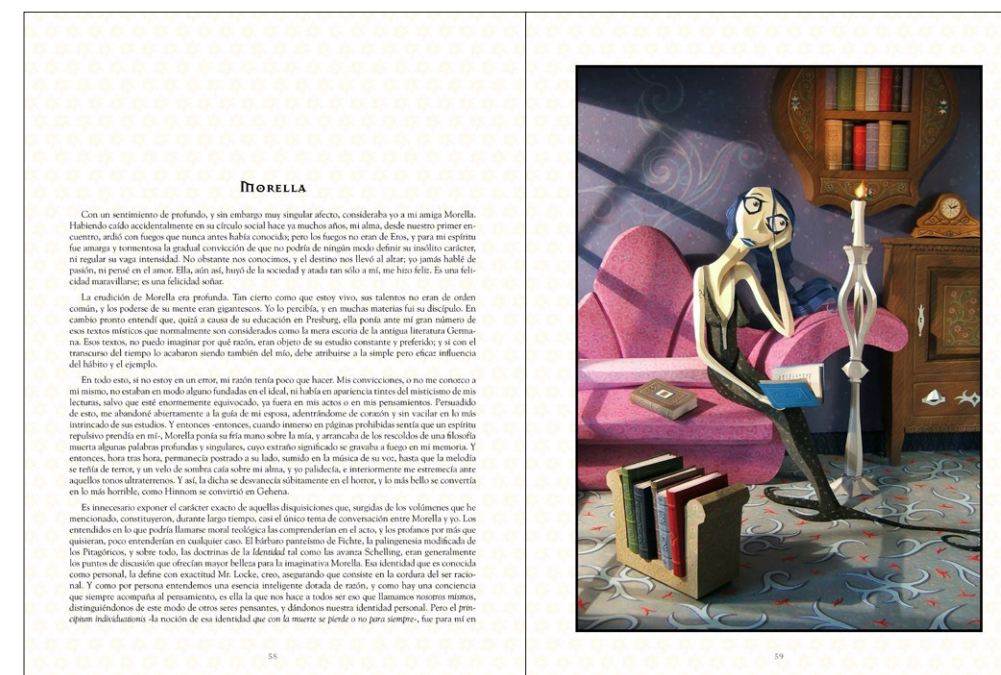 MORELLA
Con un sentimiento de profundo, y sin embargo muy singular afecto, consideraba yo a mi amiga Morella.
Habiendo caído accidentalmente en su círculo social hace ya muchos años, mi alma, desde nuestro primer en-
cuentro, ardió con fuegos que nunca antes había conocido; pero los fuegos no eran de Eros, y para mi espíritu
fue amarga y tormentosa la gradual convicción de que no podría de ningún modo definir su insólito carácter,
ni regular su vaga intensidad. No obstante nos conocimos, y el destino nos llevó al altar; yo jamás hablé de
pasión, ni pensé en el amor. Ella, aún así, huyó de la sociedad y atada tan sólo a mí, me hizo feliz. Es una feli-
cidad maravillarse; es una felicidad soñar.
La erudición de Morella era profunda. Tan cierto como que estoy vivo, sus talentos no eran de orden
común, y los poderse de su mente eran gigantescos. Yo lo percibía, y en muchas materias fui su discípulo. En
cambio pronto entendí que, quizá a causa de su educación en Presburg, ella ponía ante mí gran número de
esos textos místicos que normalmente son considerados como la mera escoria de la antigua literatura Germa-
na. Esos textos, no puedo imaginar por qué razón, eran objeto de su estudio constante y preferido; y si con el
transcurso del tiempo lo acabaron siendo también del mío, debe atribuirse a la simple pero eficaz influencia
del hábito y el ejemplo.
En todo esto, si no estoy en un error, mi razón tenía poco que hacer. Mis convicciones, o no me conozco a
mi mismo, no estaban en modo alguno fundadas en el ideal, ni había en apariencia tintes del misticismo de mis
lecturas, salvo que esté enormemente equivocado, ya fuera en mis actos o en mis pensamientos. Persuadido
de esto, me abandoné abiertamente a la guía de mi esposa, adentrándome de corazón y sin vacilar en lo más
intrincado de sus estudios. Y entonces -entonces, cuando inmerso en páginas prohibidas sentía que un espíritu
repulsivo prendía en mí-, Morella ponía su fría mano sobre la mía, y arrancaba de los rescoldos de una filosofía
muerta algunas palabras profundas y singulares, cuyo extraño significado se gravaba a fuego en mi memoria. Y
entonces, hora tras hora, permanecía postrado a su lado, sumido en la música de su voz, hasta que la melodía
se teñía de terror, y un velo de sombra caía sobre mi alma, y yo palidecía, e interiormente me estremecía ante
aquellos tonos ultraterrenos. Y así, la dicha se desvanecía súbitamente en el horror, y lo más bello se convertía
en lo más horrible, como Hinnom se convirtió en Gehena.
Es innecesario exponer el carácter exacto de aquellas disquisiciones que, surgidas de los volúmenes que he
mencionado, constituyeron, durante largo tiempo, casi el único tema de conversación entre Morella y yo. Los
entendidos en lo que podría llamarse moral teológica las comprenderían en el acto, y los profanos por más que
quisieran, poco entenderían en cualquier caso. El bárbaro panteísmo de Fichte, la palingenesia modificada de
los Pitagóricos, y sobre todo, las doctrinas de la Identidad tal como las avanza Schelling, eran generalmente
los puntos de discusión que ofrecían mayor belleza para la imaginativa Morella. Esa identidad que es conocida
como personal, la define con exactitud Mr. Locke, creo, asegurando que consiste en la cordura del ser racio-
nal. Y como por persona entendemos una esencia inteligente dotada de razón, y como hay una conciencia
que siempre acompaña al pensamiento, es ella la que nos hace a todos ser eso que llamamos nosotros mismos,
distinguiéndonos de este modo de otros seres pensantes, y dándonos nuestra identidad personal. Pero el prin-
cipium individuationis -la noción de esa identidad que con la muerte se pierde o no para siempre-, fue para mí en
58
59